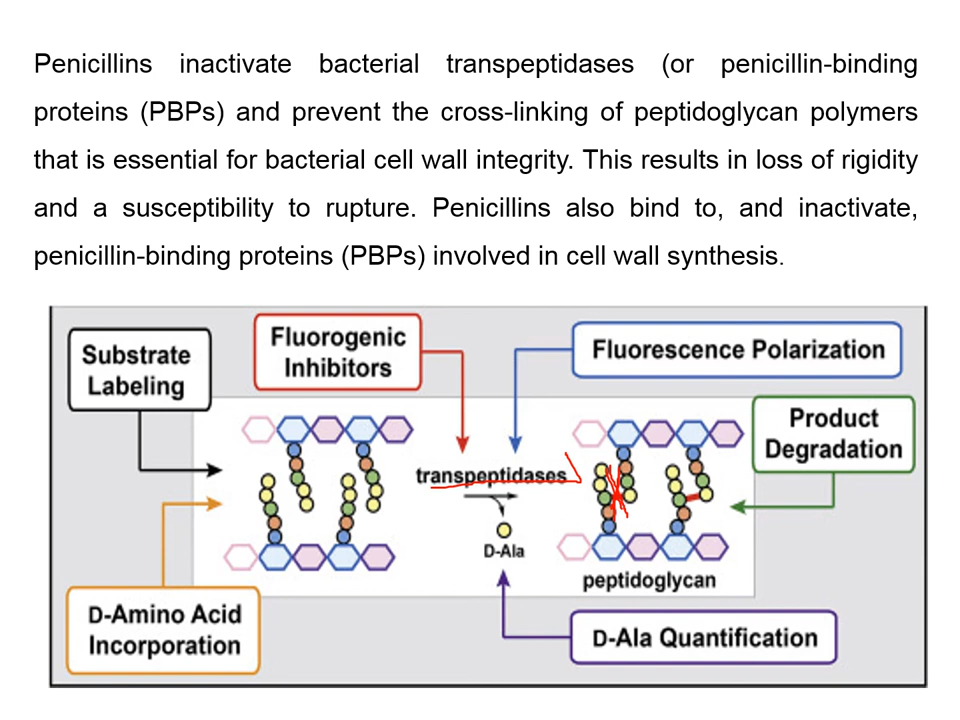 Penicillins inactivate bacterial transpeptidases (or penicillin-binding
proteins (PBPs) and prevent the cross-linking of peptidoglycan polymers
that is essential for bacterial cell wall integrity. This results in loss of rigidity
and a susceptibility to rupture. Penicillins also bind to, and inactivate,
penicillin-binding proteins (PBPs) involved in cell wall synthesis.
Substrate
Labeling
Fluorogenic
Inhibitors
Fluorescence Polarization
Product
Degradation
transpeptidases
D-Ala
peptidoglycan
D-Amino Acid
Incorporation
D-Ala Quantification